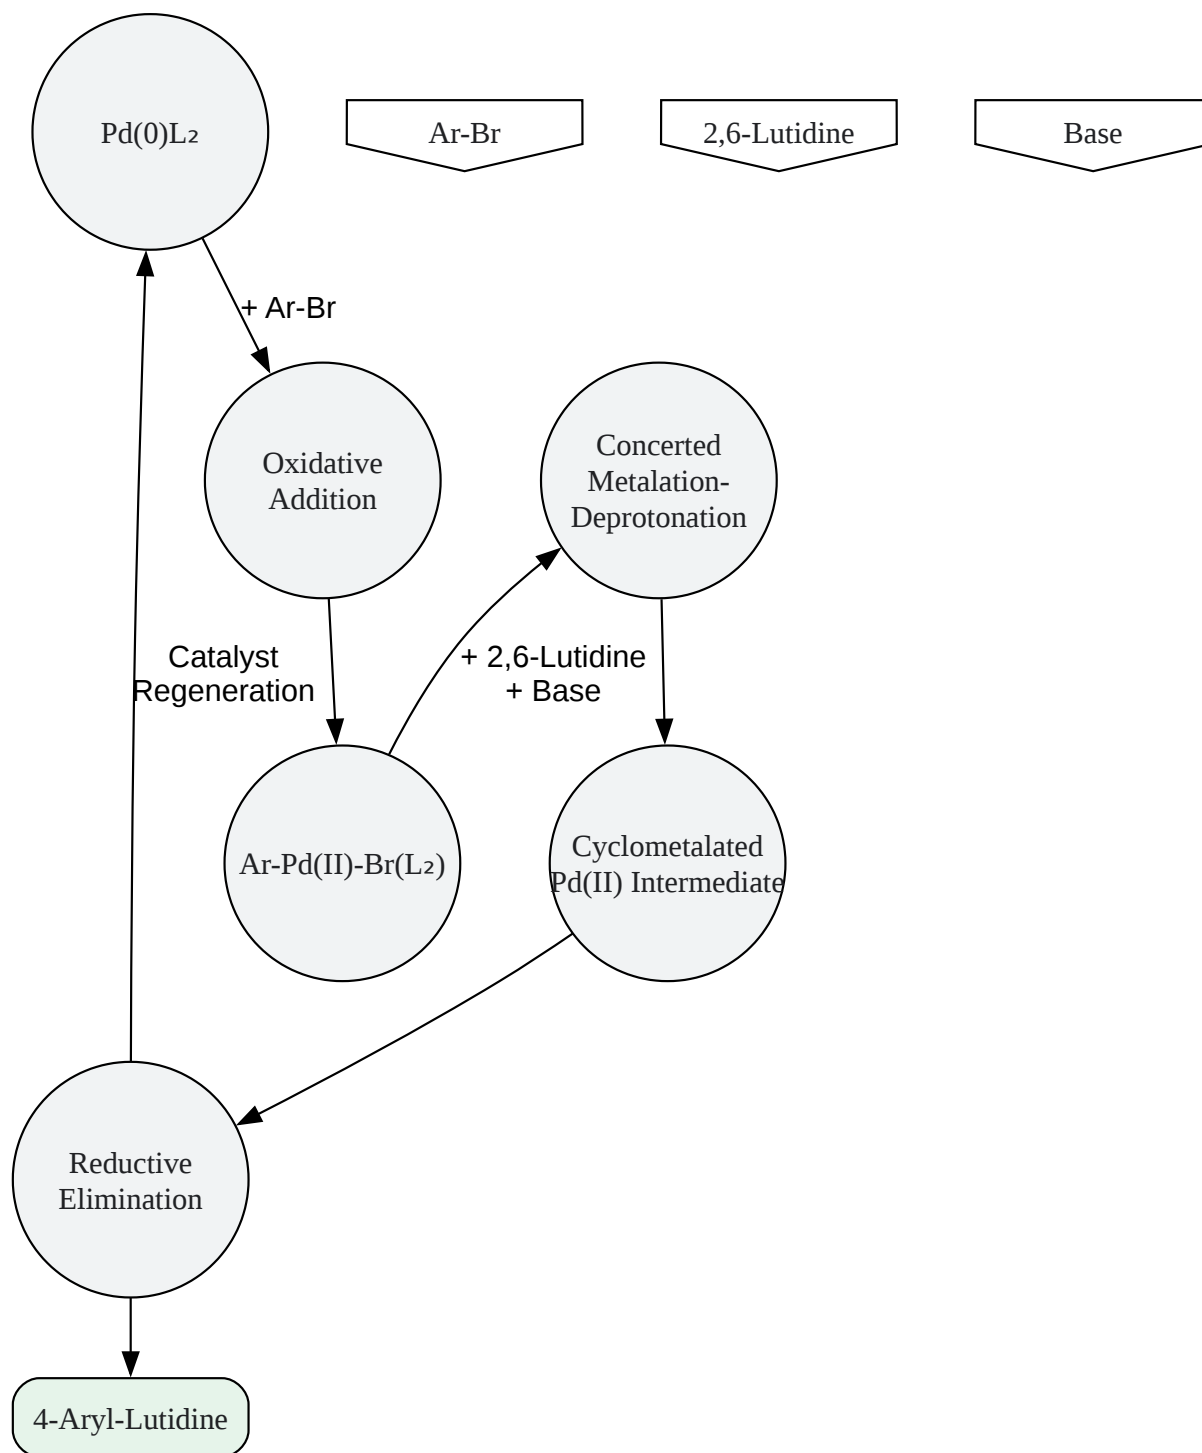 Pd(0)L₂
Ar-Br
2,6-Lutidine
Base
+ Ar-Br
Oxidative
Addition
Concerted
Metalation-
Deprotonation
Catalyst
Regeneration
+ 2,6-Lutidine
+ Base
Ar-Pd(II)-Br(L₂)
Cyclometalated
Pd(II) Intermediate
Reductive
Elimination
4-Aryl-Lutidine